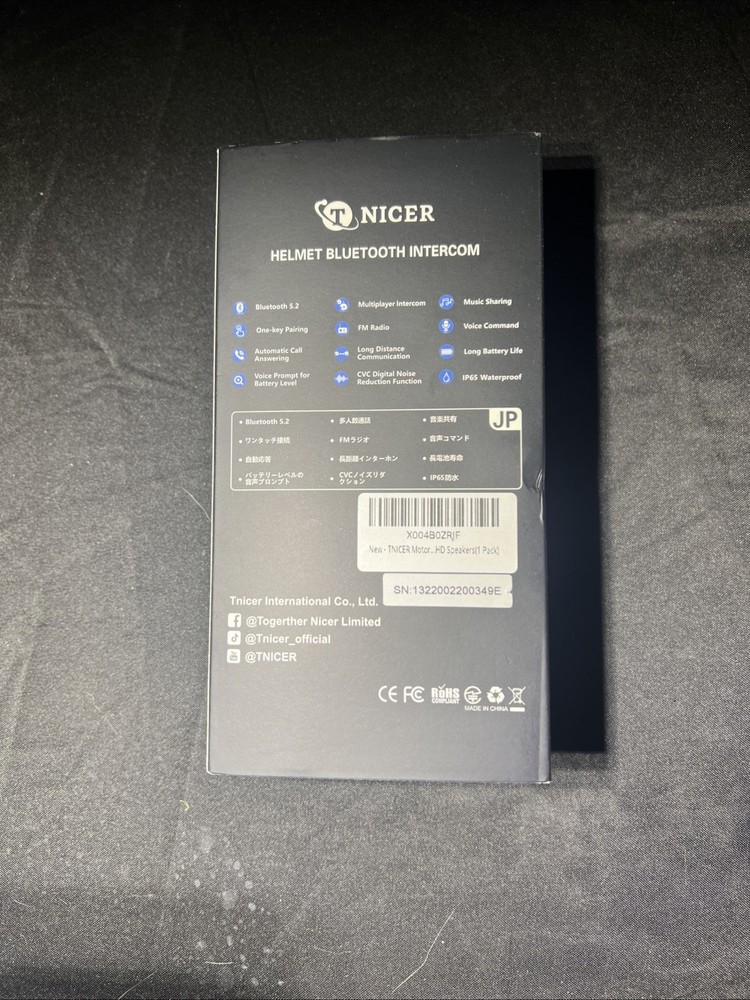 T NICER
HELMET BLUETOOTH INTERCOM
Bluetooth 5.2
Multiplayer Intercom
Music Sharing
One-key Pairing
FM Radio
Voice Command
Automatic Call
Answering
Long Distance
Communication
Long Battery Life
Voice Prompt for
Battery Level
CVC Digital Noise
Reduction Function
IP65 Waterproof
JP
• Bluetooth 5.2
• 多人数通話
• 音楽共有
• ワンタッチ接続
• FMラジオ
• 音声コマンド
• 自動応答
• 長距離インターホン
• 長電池寿命
• バッテリーレベルの
音声プロンプト
• CVCノイズリダ
クション
• IP65防水
X004B0ZRJF
New - TNICER Motor...HD Speakers(1 Pack)
SN:1322002200349E
Tnicer International Co., Ltd.
@Togerther Nicer Limited
@Tnicer_official
@TNICER
CE FC RoHS
COMPLIANT
MADE IN CHINA